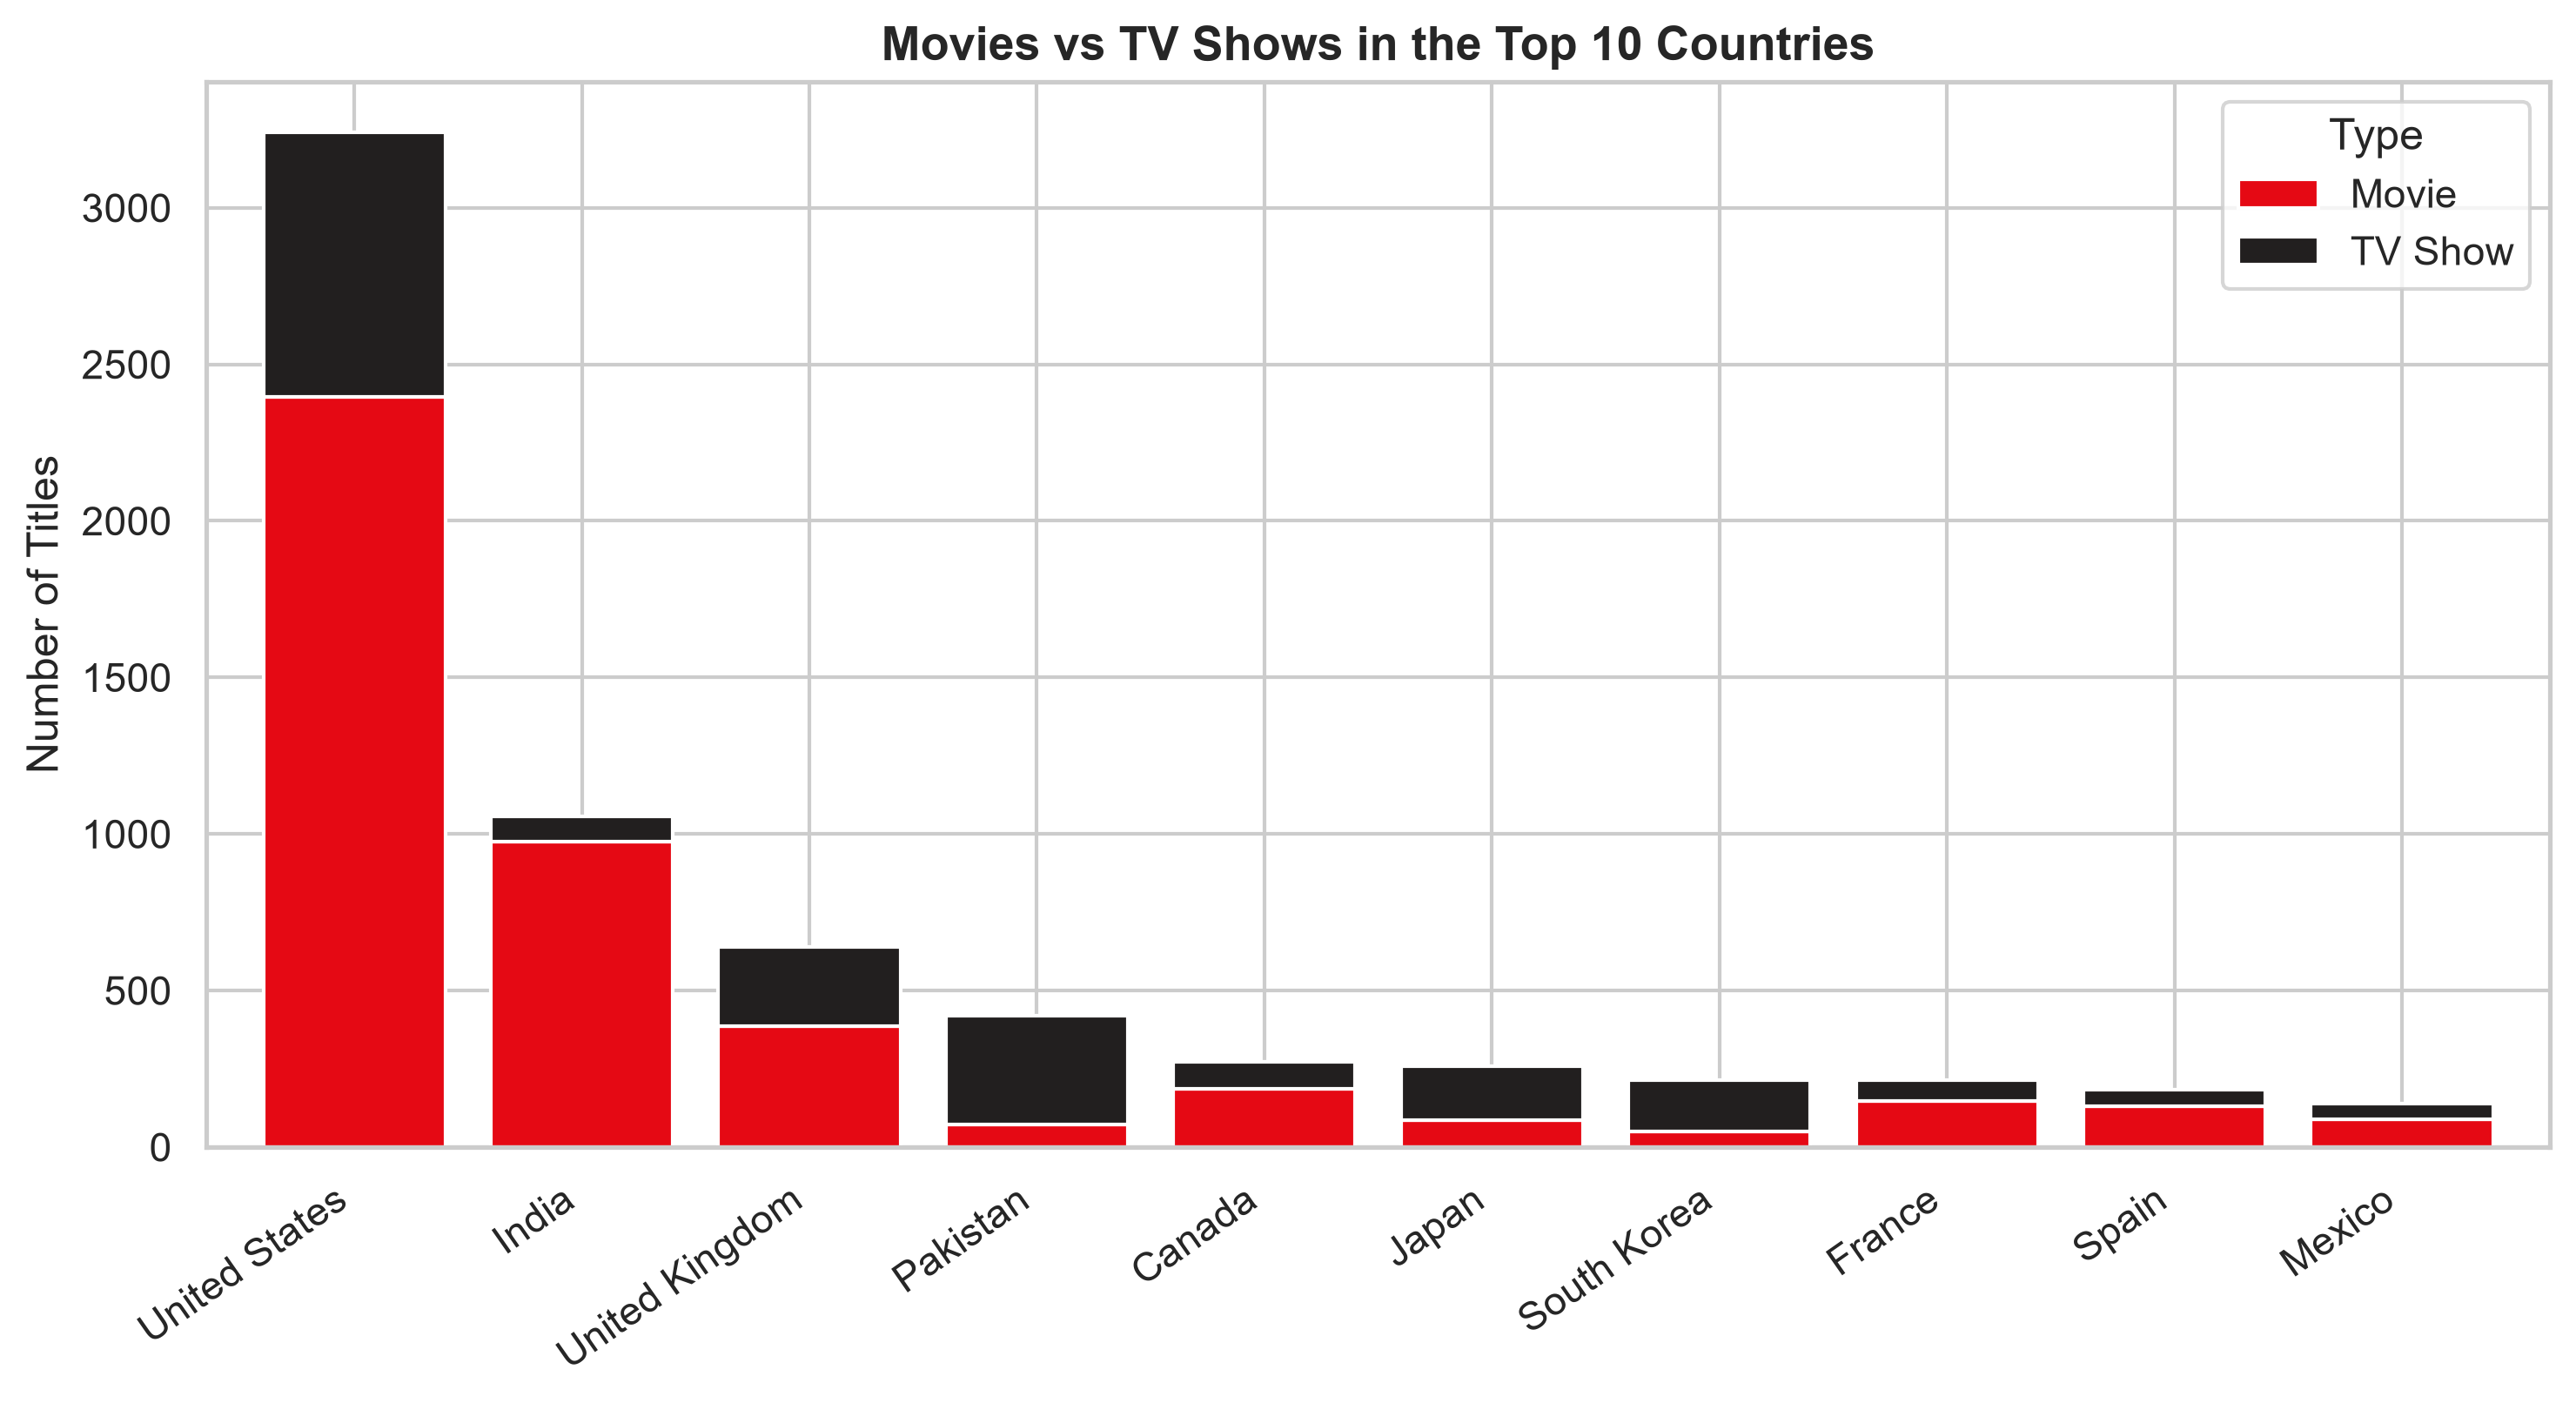 Movies vs TV Shows in the Top 10 Countries
Type
Movie
TV Show
Number of Titles
3000
2500
2000
1500
1000
500
0
United States
India
United Kingdom
Pakistan
Canada
Japan
South Korea
France
Spain
Mexico